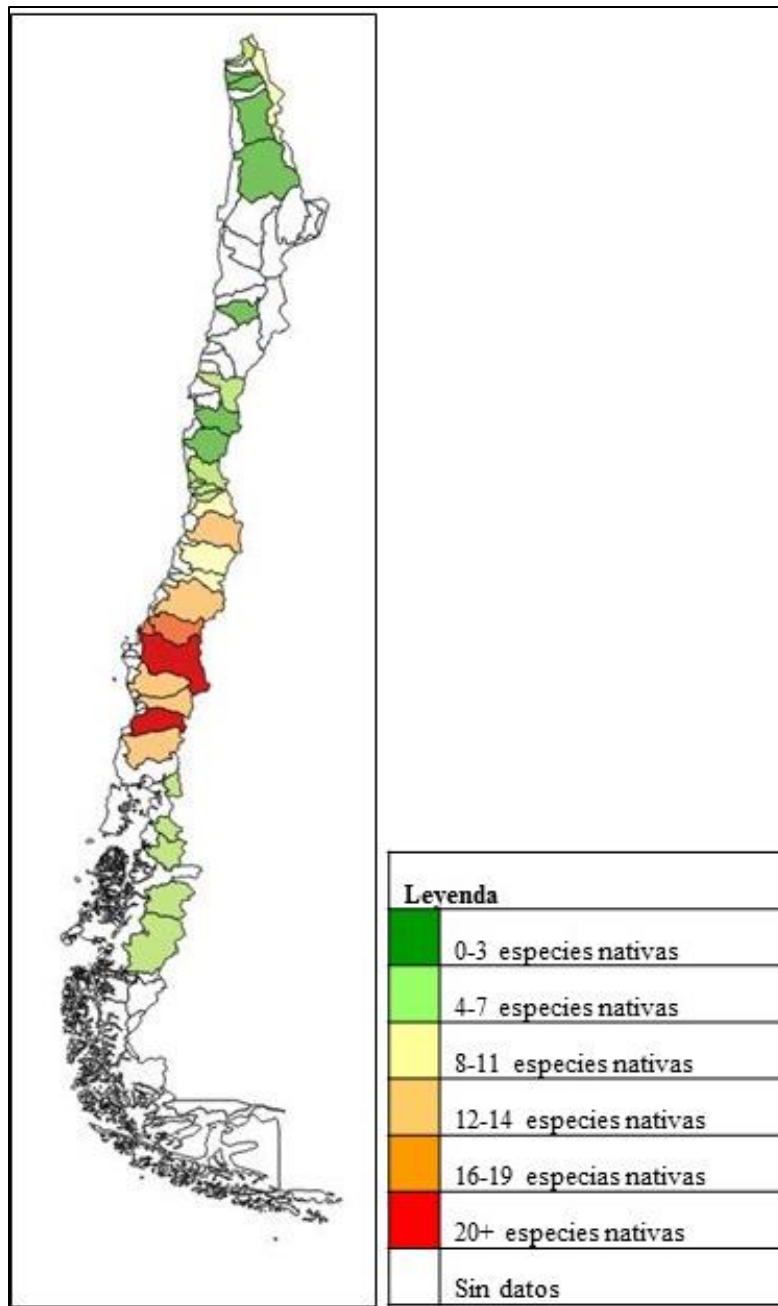 Leyenda
0-3 especies nativas
4-7 especies nativas
8-11 especies nativas
12-14 especies nativas
16-19 especias nativas
20+ especies nativas
Sin datos